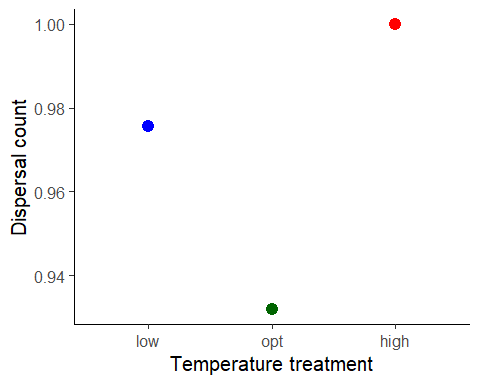 Dispersal count
1.00
0.98
0.96
0.94
low opt high
Temperature treatment